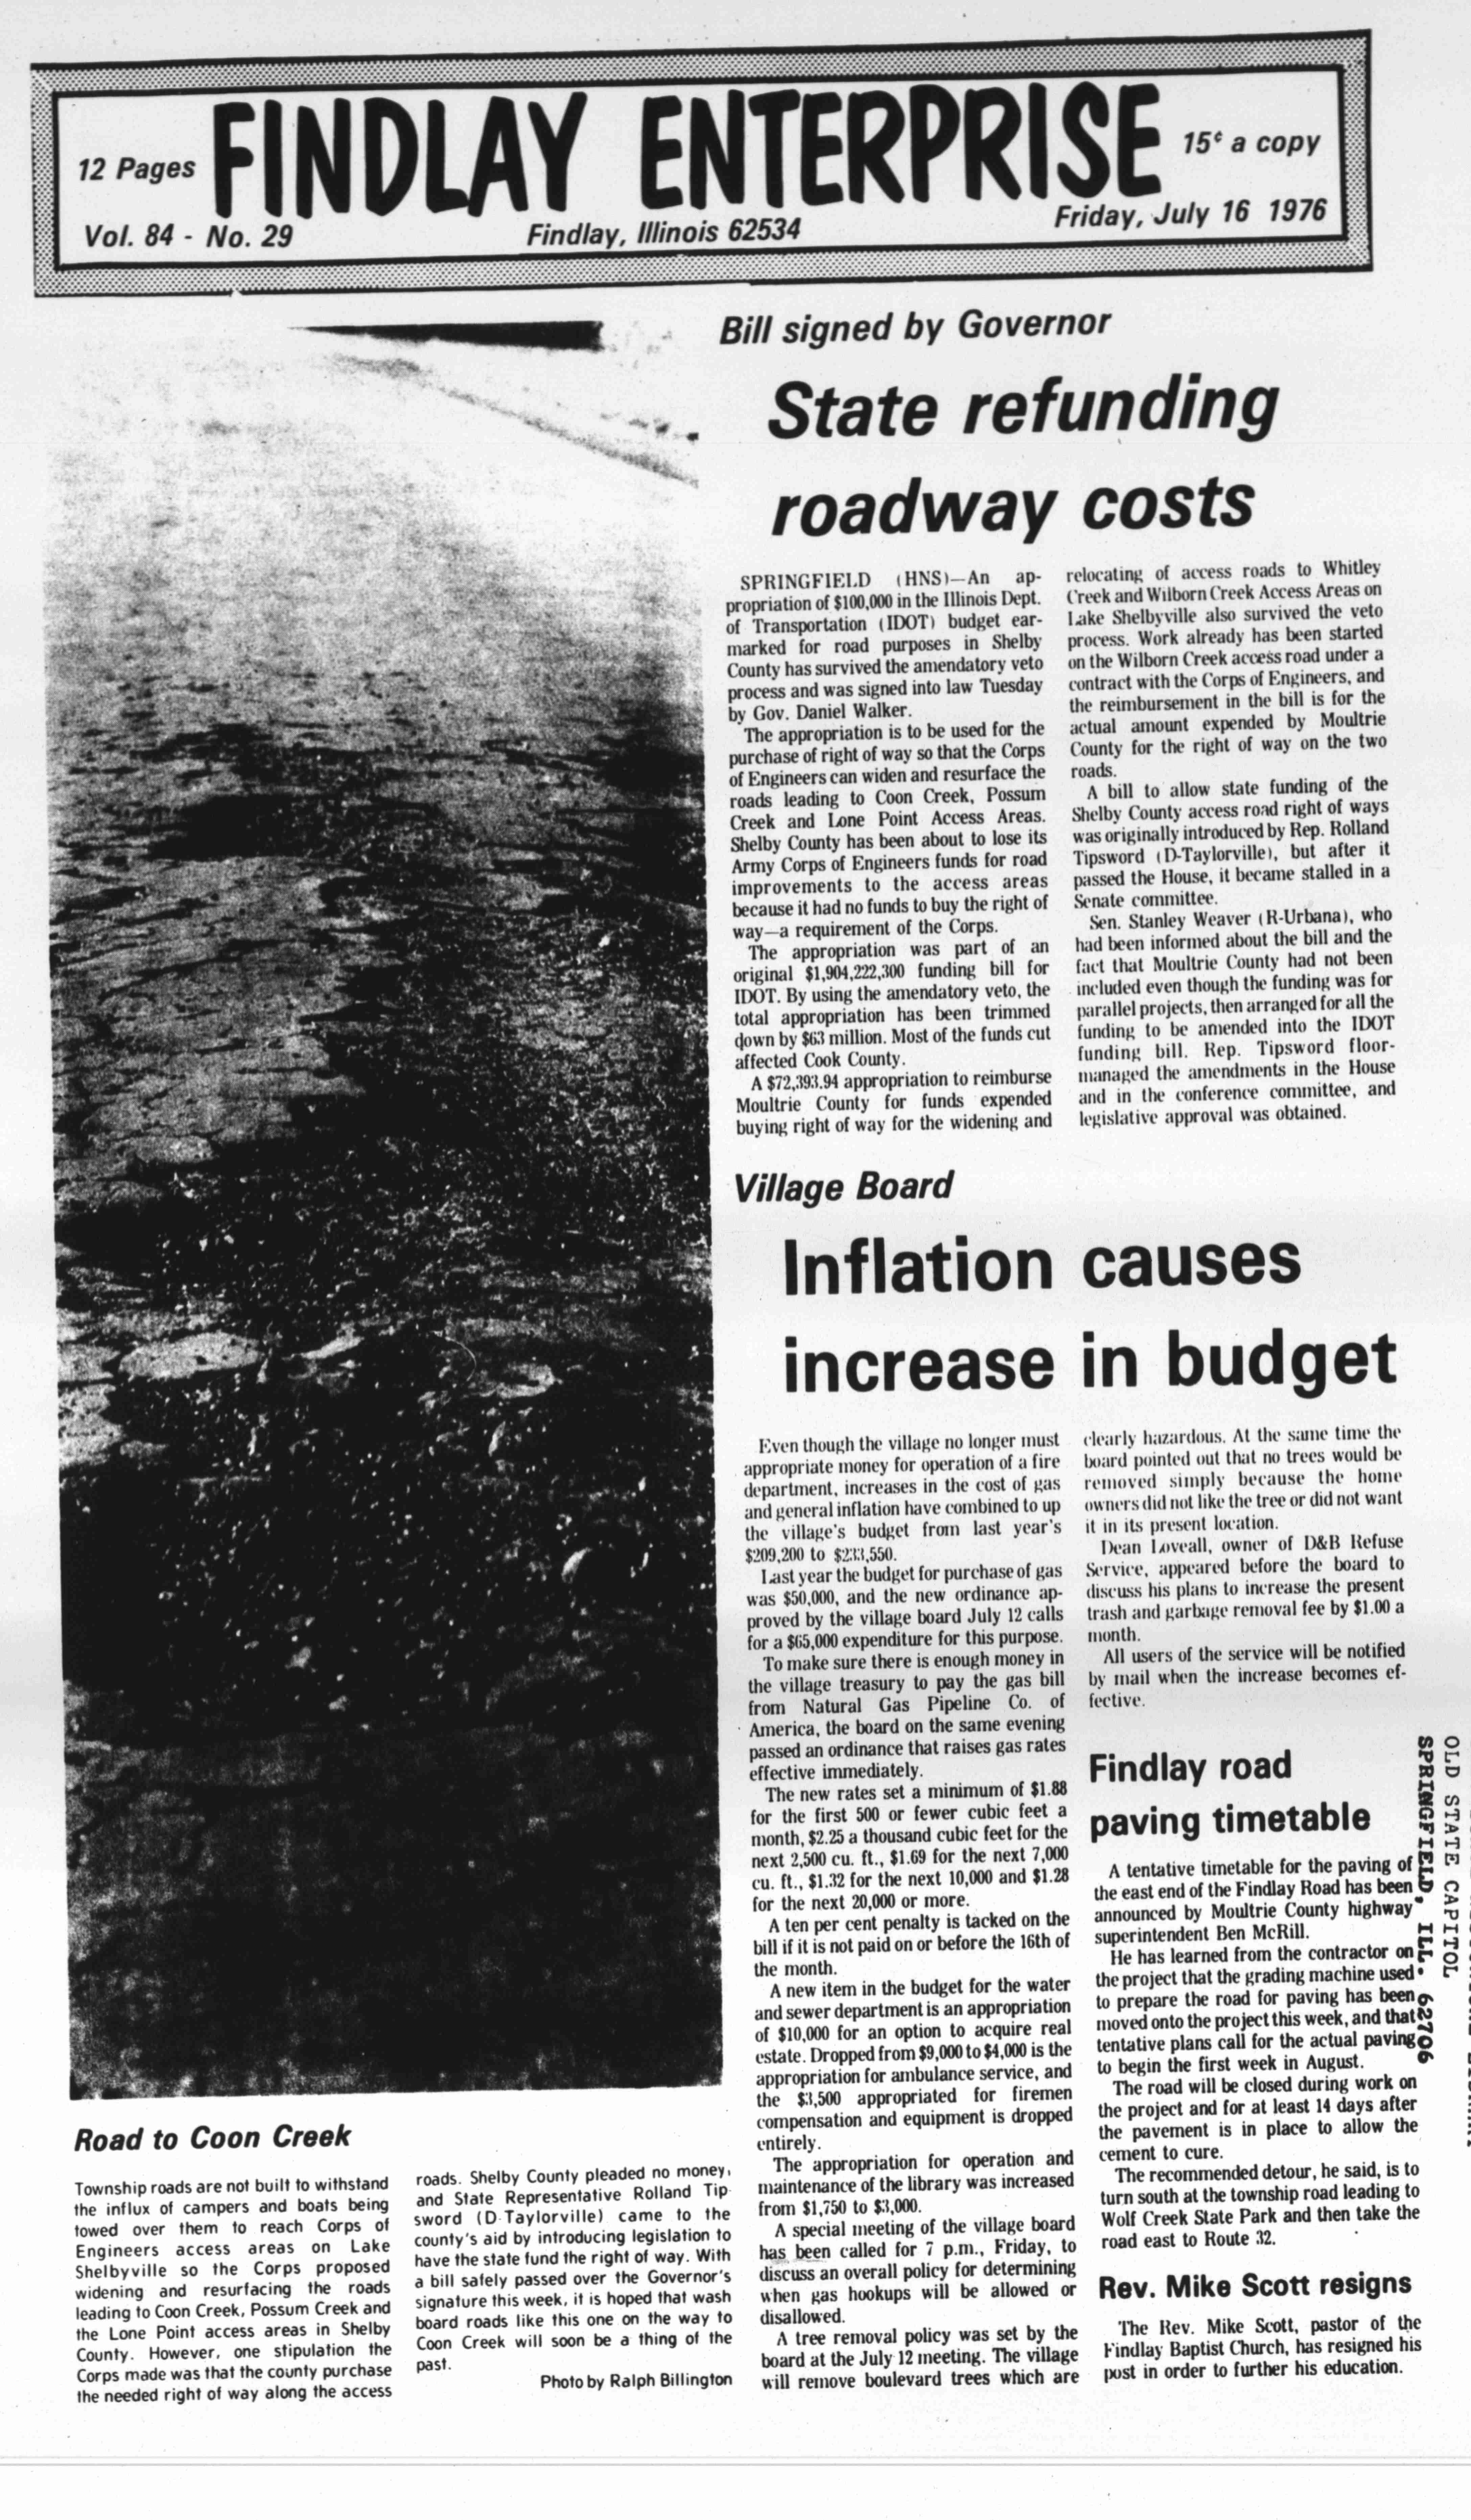 12 Pages
FINDLAY ENTERPRISE
15¢ a copy
Vol. 84 - No. 29
Findlay, Illinois 62534
Friday, July 16 1976
Bill signed by Governor
State refunding
roadway costs
SPRINGFIELD (HNS)—An ap-
propriation of $100,000 in the Illinois Dept.
of Transportation (IDOT) budget ear-
marked for road purposes in Shelby
County has survived the amendatory veto
process and was signed into law Tuesday
by Gov. Daniel Walker.
The appropriation is to be used for the
purchase of right of way so that the Corps
of Engineers can widen and resurface the
roads leading to Coon Creek, Possum
Creek and Lone Point Access Areas.
Shelby County has been about to lose its
Army Corps of Engineers funds for road
improvements to the access areas
because it had no funds to buy the right of
way—a requirement of the Corps.
The appropriation was part of an
original $1,904,222,300 funding bill for
IDOT. By using the amendatory veto, the
total appropriation has been trimmed
down by $63 million. Most of the funds cut
affected Cook County.
A $72,393.94 appropriation to reimburse
Moultrie County for funds expended
buying right of way for the widening and
relocating of access roads to Whitley
Creek and Wilborn Creek Access Areas on
Lake Shelbyville also survived the veto
process. Work already has been started
on the Wilborn Creek access road under a
contract with the Corps of Engineers, and
the reimbursement in the bill is for the
actual amount expended by Moultrie
County for the right of way on the two
roads.
A bill to allow state funding of the
Shelby County access road right of ways
was originally introduced by Rep. Rolland
Tipsword (D-Taylorville), but after it
passed the House, it became stalled in a
Senate committee.
Sen. Stanley Weaver (R-Urbana), who
had been informed about the bill and the
fact that Moultrie County had not been
included even though the funding was for
parallel projects, then arranged for all the
funding to be amended into the IDOT
funding bill. Rep. Tipsword floor-
managed the amendments in the House
and in the conference committee, and
legislative approval was obtained.
Village Board
Inflation causes
increase in budget
Even though the village no longer must
appropriate money for operation of a fire
department, increases in the cost of gas
and general inflation have combined to up
the village's budget from last year's
$209,200 to $233,550.
Last year the budget for purchase of gas
was $50,000, and the new ordinance ap-
proved by the village board July 12 calls
for a $65,000 expenditure for this purpose.
To make sure there is enough money in
the village treasury to pay the gas bill
from Natural Gas Pipeline Co. of
America, the board on the same evening
passed an ordinance that raises gas rates
effective immediately.
The new rates set a minimum of $1.88
for the first 500 or fewer cubic feet a
month, $2.25 a thousand cubic feet for the
next 2,500 cu. ft., $1.69 for the next 7,000
cu. ft., $1.32 for the next 10,000 and $1.28
for the next 20,000 or more.
A ten per cent penalty is tacked on the
bill if it is not paid on or before the 16th of
the month.
A new item in the budget for the water
and sewer department is an appropriation
of $10,000 for an option to acquire real
estate. Dropped from $9,000 to $4,000 is the
appropriation for ambulance service, and
the $3,500 appropriated for firemen
compensation and equipment is dropped
entirely.
The appropriation for operation and
maintenance of the library was increased
from $1,750 to $3,000.
A special meeting of the village board
has been called for 7 p.m., Friday, to
discuss an overall policy for determining
when gas hookups will be allowed or
disallowed.
A tree removal policy was set by the
board at the July 12 meeting. The village
will remove boulevard trees which are
clearly hazardous. At the same time the
board pointed out that no trees would be
removed simply because the home
owners did not like the tree or did not want
it in its present location.
Dean Loveall, owner of D&B Refuse
Service, appeared before the board to
discuss his plans to increase the present
trash and garbage removal fee by $1.00 a
month.
All users of the service will be notified
by mail when the increase becomes ef-
fective.
Findlay road
paving timetable
A tentative timetable for the paving of
the east end of the Findlay Road has been
announced by Moultrie County highway
superintendent Ben McRill.
He has learned from the contractor on
the project that the grading machine used
to prepare the road for paving has been
moved onto the project this week, and that
tentative plans call for the actual paving
to begin the first week in August.
The road will be closed during work on
the project and for at least 14 days after
the pavement is in place to allow the
cement to cure.
The recommended detour, he said, is to
turn south at the township road leading to
Wolf Creek State Park and then take the
road east to Route 32.
Rev. Mike Scott resigns
The Rev. Mike Scott, pastor of the
Findlay Baptist Church, has resigned his
post in order to further his education.
OLD STATE CAPITOL
SPRINGFIELD, ILL. 62706
Road to Coon Creek
Township roads are not built to withstand
the influx of campers and boats being
towed over them to reach Corps of
Engineers access areas on Lake
Shelbyville so the Corps proposed
widening and resurfacing the roads
leading to Coon Creek, Possum Creek and
the Lone Point access areas in Shelby
County. However, one stipulation the
Corps made was that the county purchase
the needed right of way along the access
roads. Shelby County pleaded no money,
and State Representative Rolland Tip-
sword (D-Taylorville) came to the
county's aid by introducing legislation to
have the state fund the right of way. With
a bill safely passed over the Governor's
signature this week, it is hoped that wash
board roads like this one on the way to
Coon Creek will soon be a thing of the
past.
Photo by Ralph Billington